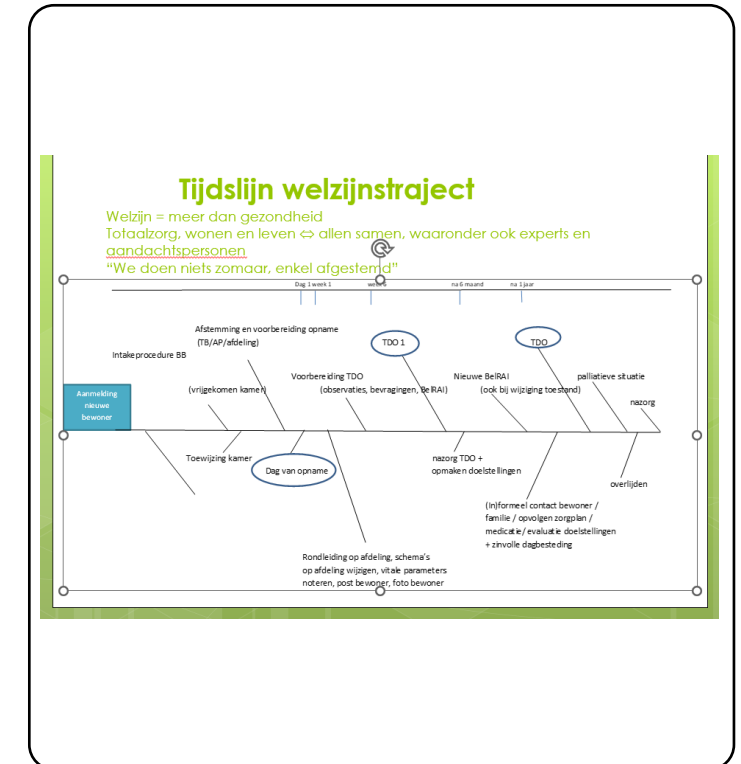 Tijdslijn welzijnstraject
Welzijn = meer dan gezondheid
Totaalzorg, wonen en leven ⇔ allen samen, waaronder ook experts en
aandachtspersonen
“We doen niets zomaar, enkel afgestemd”
Dag 1 week 1 week 6 na 6 maand na 1 jaar
Afstemming en voorbereiding opname
(TB/AP/afdeling)
TDO 1
TDO
Intakeprocedure BB
Voorbereiding TDO
(observaties, bevragingen, BelRAI)
Nieuwe BelRAI
(ook bij wijziging toestand)
palliatieve situatie
(vrijgekomen kamer)
nazorg
Aanmelding
nieuwe
bewoner
Toewijzing kamer
Dag van opname
nazorg TDO +
opmaken doelstellingen
overlijden
(In)formeel contact bewoner /
familie / opvolgen zorgplan /
medicatie/ evaluatie doelstellingen
+ zinvolle dagbesteding
Rondleiding op afdeling, schema's
op afdeling wijzigen, vitale parameters
noteren, post bewoner, foto bewoner